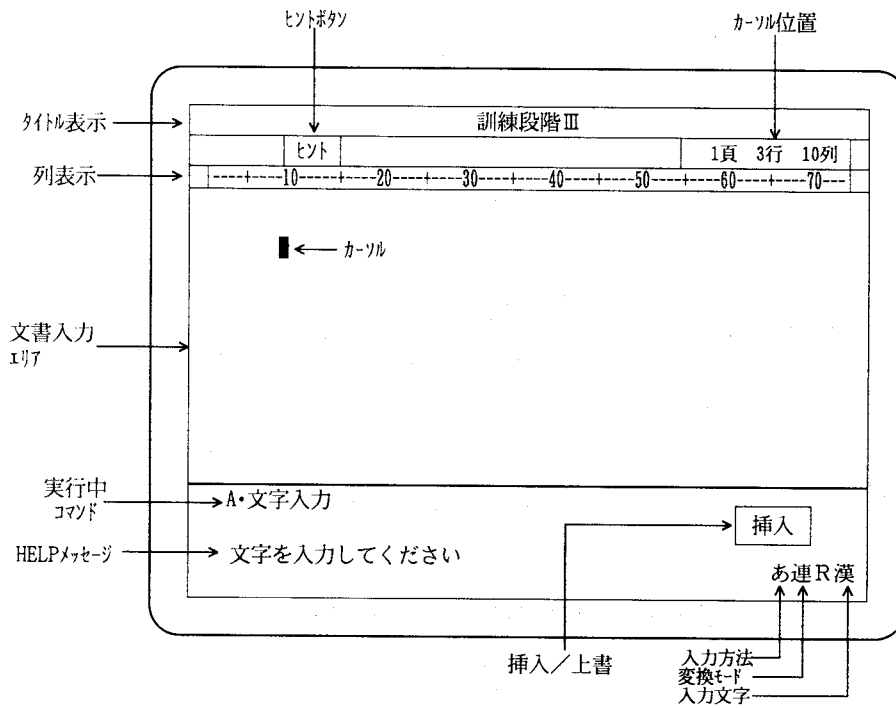 ヒントボタン
カーソル位置
タイトル表示
訓練段階Ⅲ
ヒント
1頁 3行 10列
列表示
----+----10----+----20----+----30----+----40----+----50----+----60----+----70---
カーソル
文書入力
エリア
実行中
コマンド
A・文字入力
挿入
HELPメッセージ
文字を入力してください
あ連R漢
挿入／上書
入力方法
変換モード
入力文字